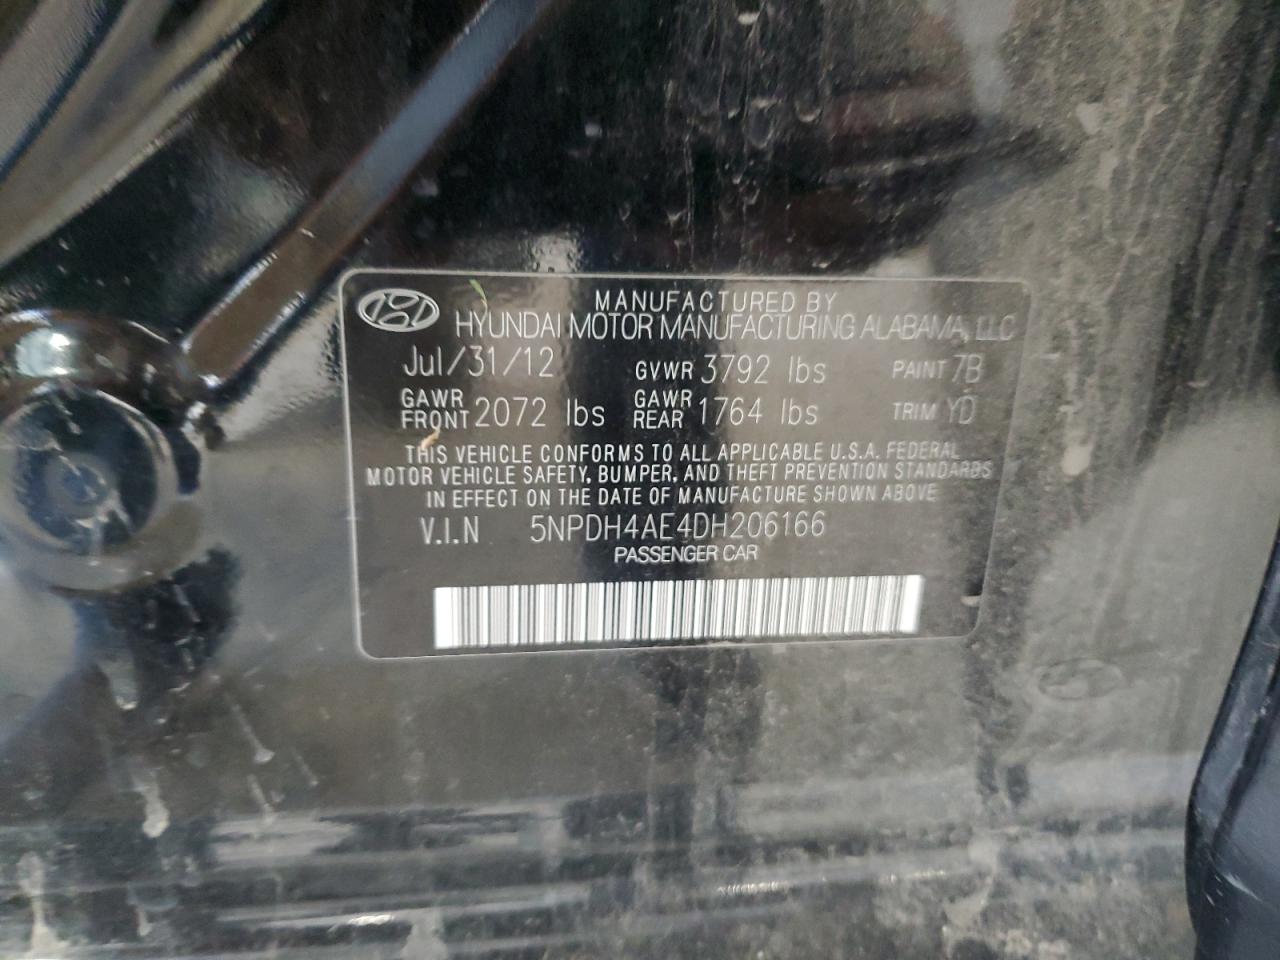 MANUFACTURED BY
HYUNDAI MOTOR MANUFACTURING ALABAMA, LLC
Jul/31/12 GVWR 3792 lbs PAINT 7B
GAWR FRONT 2072 lbs GAWR REAR 1764 lbs TRIM YD
THIS VEHICLE CONFORMS TO ALL APPLICABLE U.S.A. FEDERAL
MOTOR VEHICLE SAFETY, BUMPER, AND THEFT PREVENTION STANDARDS
IN EFFECT ON THE DATE OF MANUFACTURE SHOWN ABOVE
V.I.N 5NPDH4AE4DH206166
PASSENGER CAR